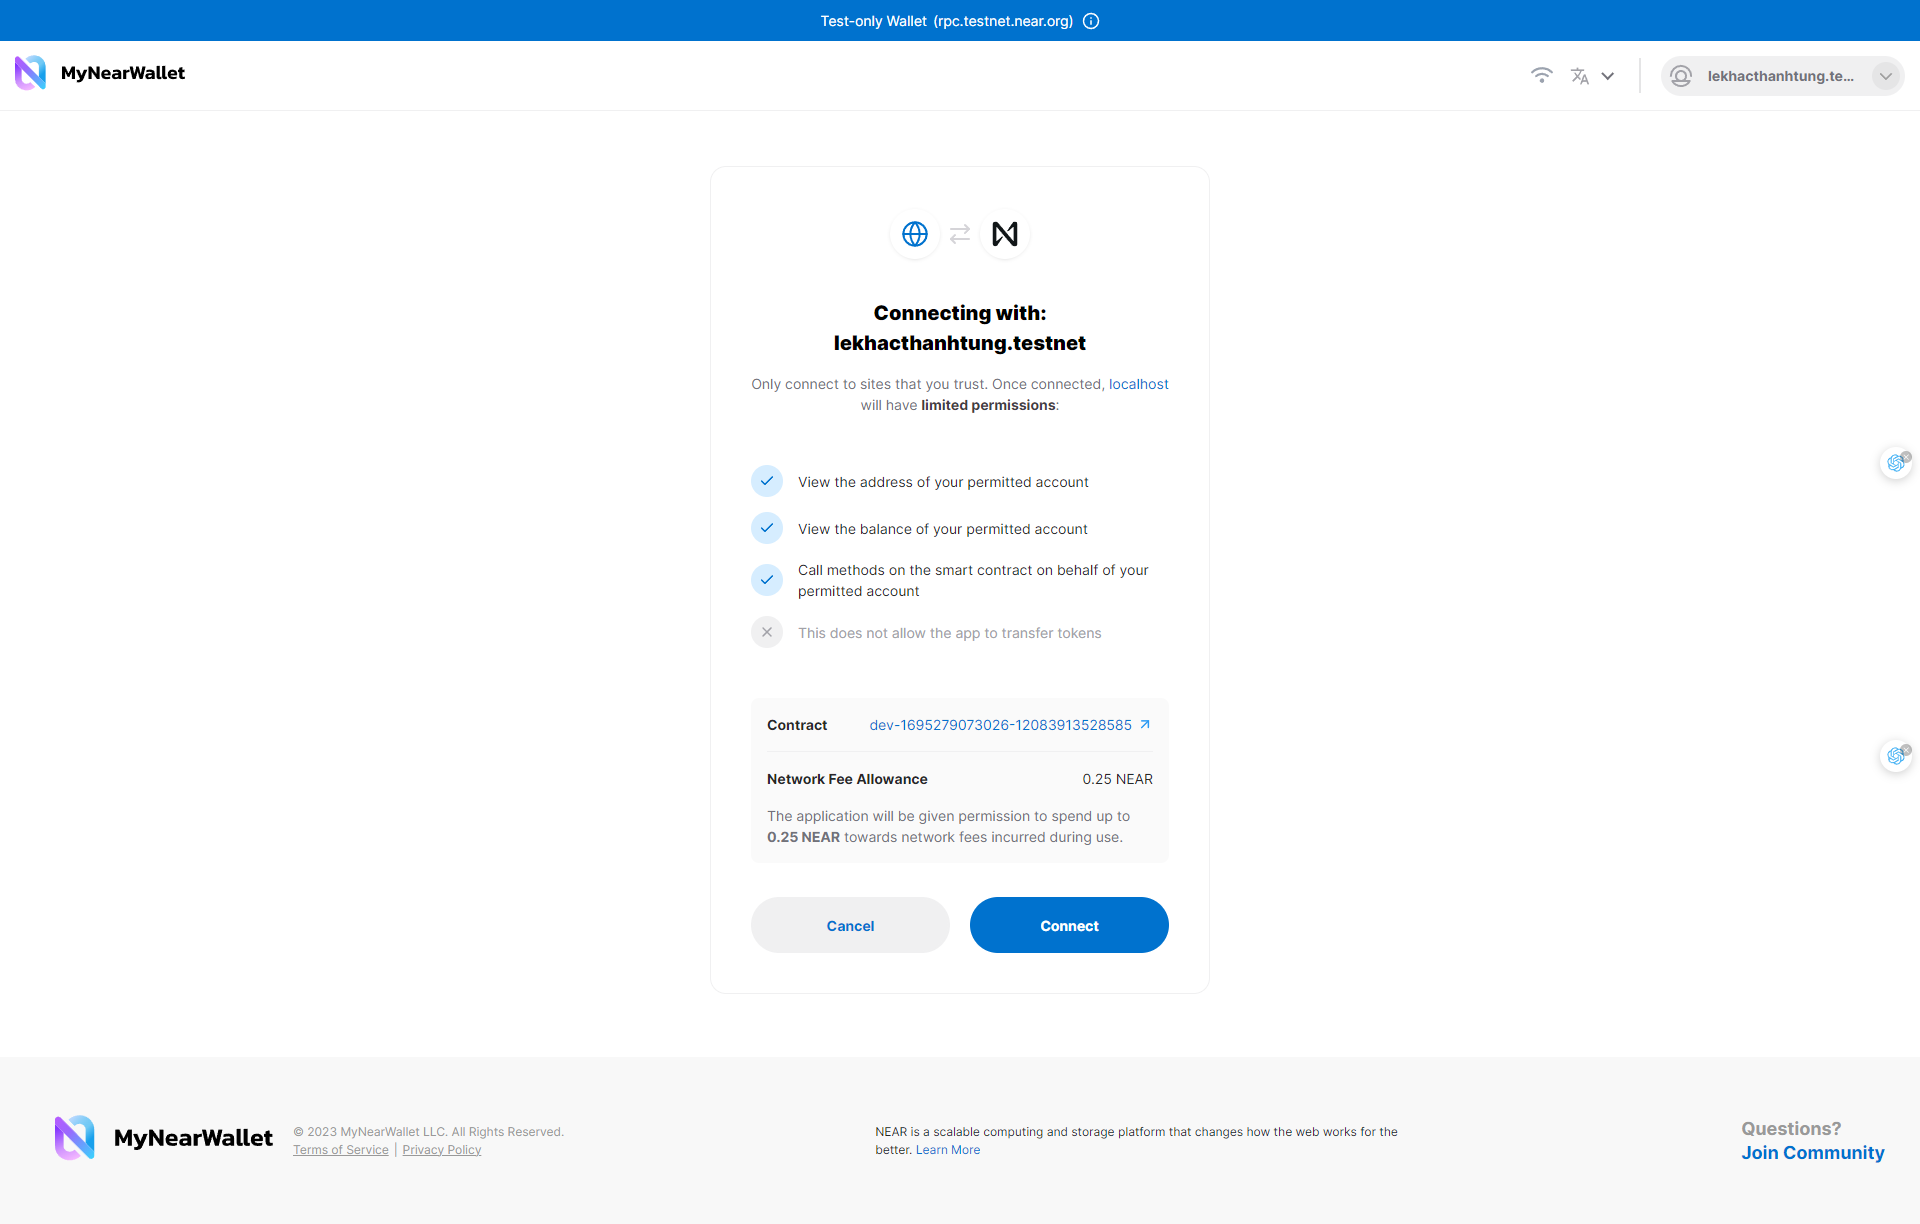 Test-only Wallet (rpc.testnet.near.org)
MyNearWallet
lekhacthanhtung.te...
Connecting with:
lekhacthanhtung.testnet
Only connect to sites that you trust. Once connected, localhost
will have limited permissions:
View the address of your permitted account
View the balance of your permitted account
Call methods on the smart contract on behalf of your
permitted account
This does not allow the app to transfer tokens
Contract dev-1695279073026-12083913528585
Network Fee Allowance 0.25 NEAR
The application will be given permission to spend up to
0.25 NEAR towards network fees incurred during use.
Cancel Connect
MyNearWallet
© 2023 MyNearWallet LLC. All Rights Reserved.
Terms of Service | Privacy Policy
NEAR is a scalable computing and storage platform that changes how the web works for the
better. Learn More
Questions?
Join Community